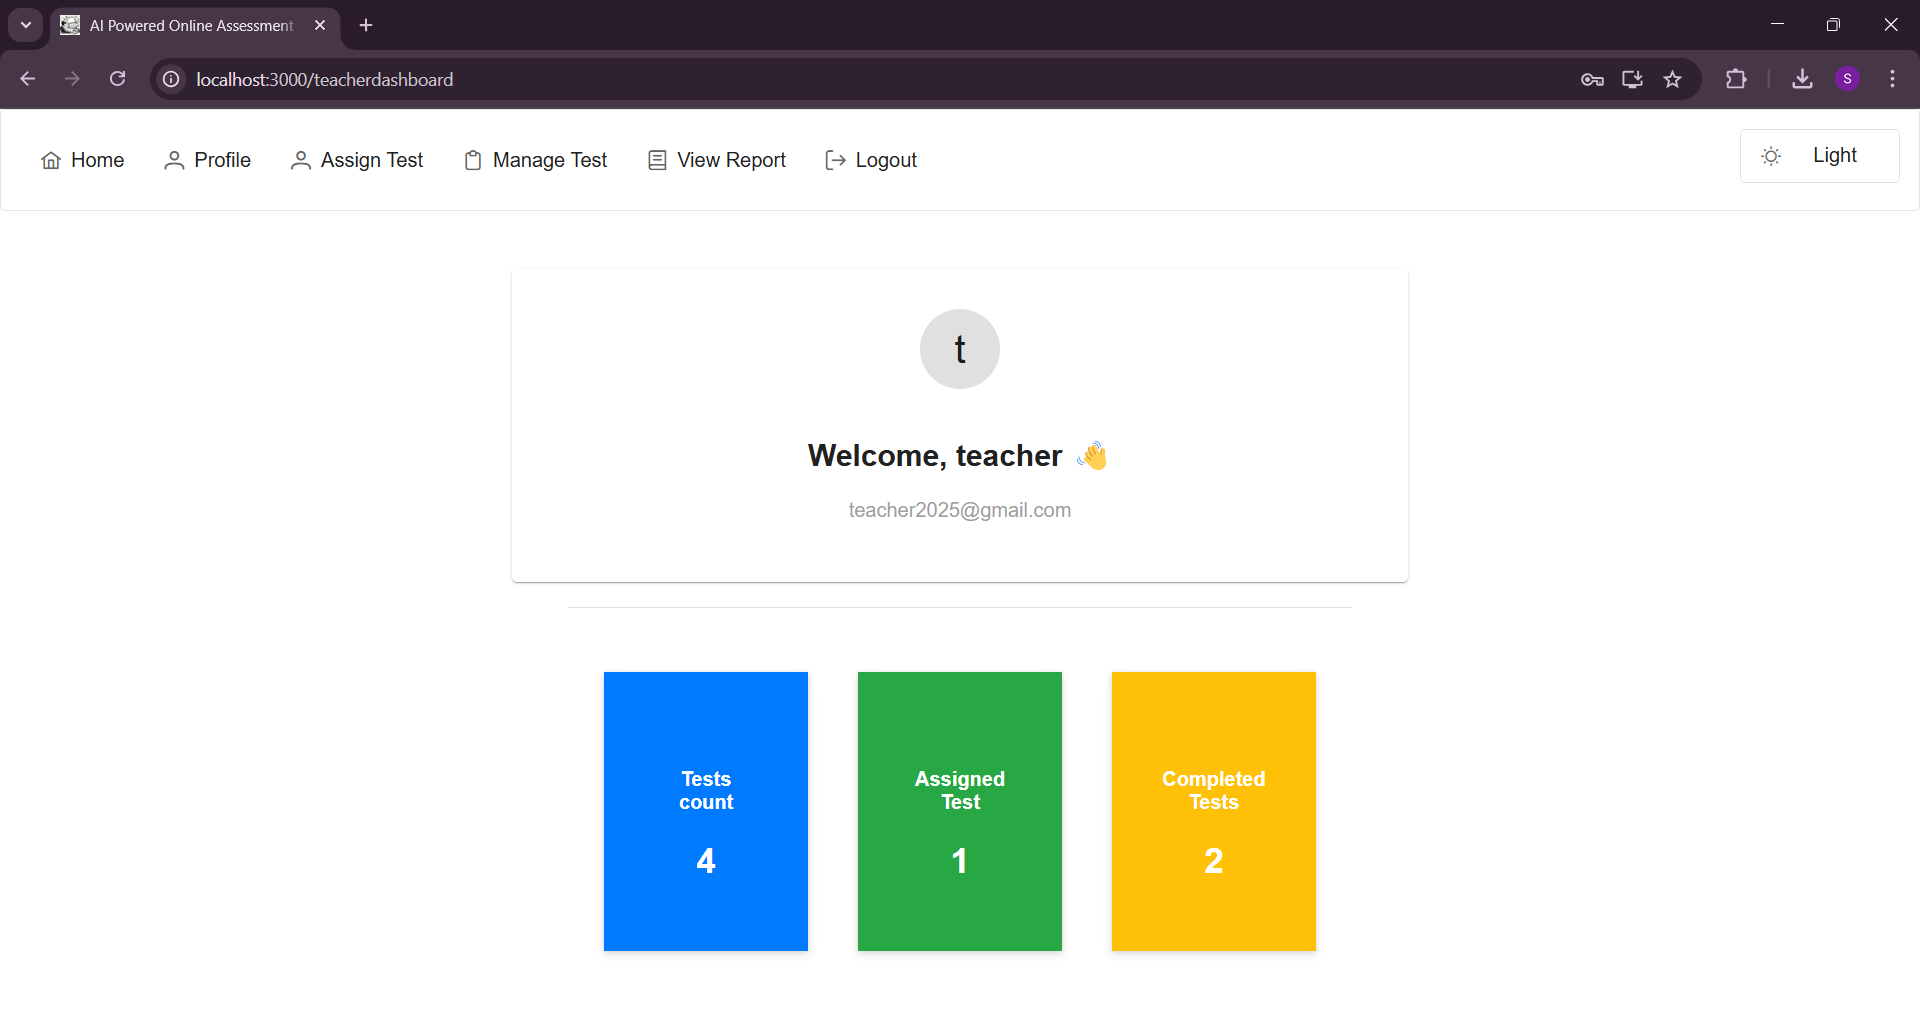 AI Powered Online Assessment
localhost:3000/teacherdashboard
S
Home
Profile
Assign Test
Manage Test
View Report
Logout
Light
t
Welcome, teacher 👋
teacher2025@gmail.com
Tests
count
4
Assigned
Test
1
Completed
Tests
2